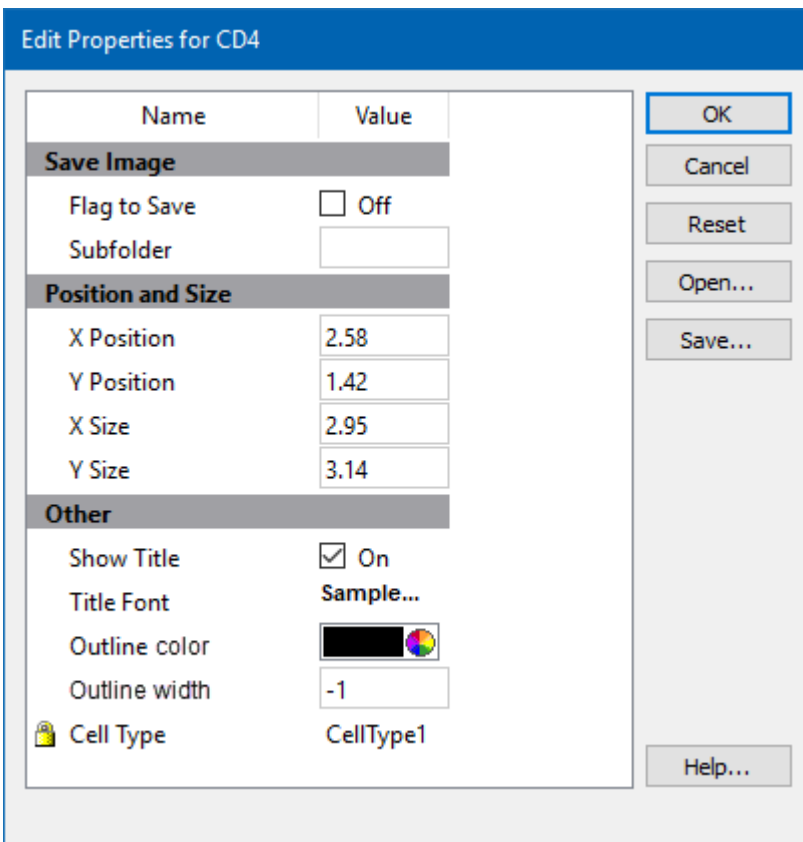 Edit Properties for CD4
Name Value
OK
Save Image
Cancel
Flag to Save Off
Reset
Subfolder
Position and Size
Open...
X Position 2.58
Save...
Y Position 1.42
X Size 2.95
Y Size 3.14
Other
Show Title On
Title Font Sample...
Outline color
Outline width -1
Cell Type CellType1
Help...